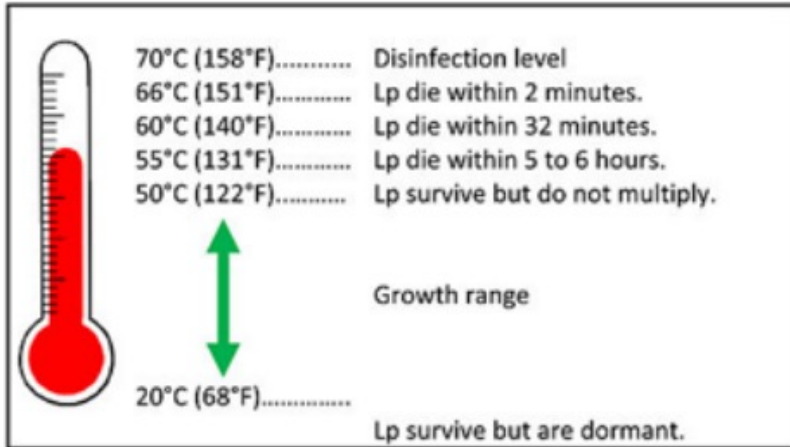 70°C (158°F)........... Disinfection level
66°C (151°F)............. Lp die within 2 minutes.
60°C (140°F)............. Lp die within 32 minutes.
55°C (131°F)............. Lp die within 5 to 6 hours.
50°C (122°F)........... Lp survive but do not multiply.
Growth range
20°C (68°F)..............
Lp survive but are dormant.